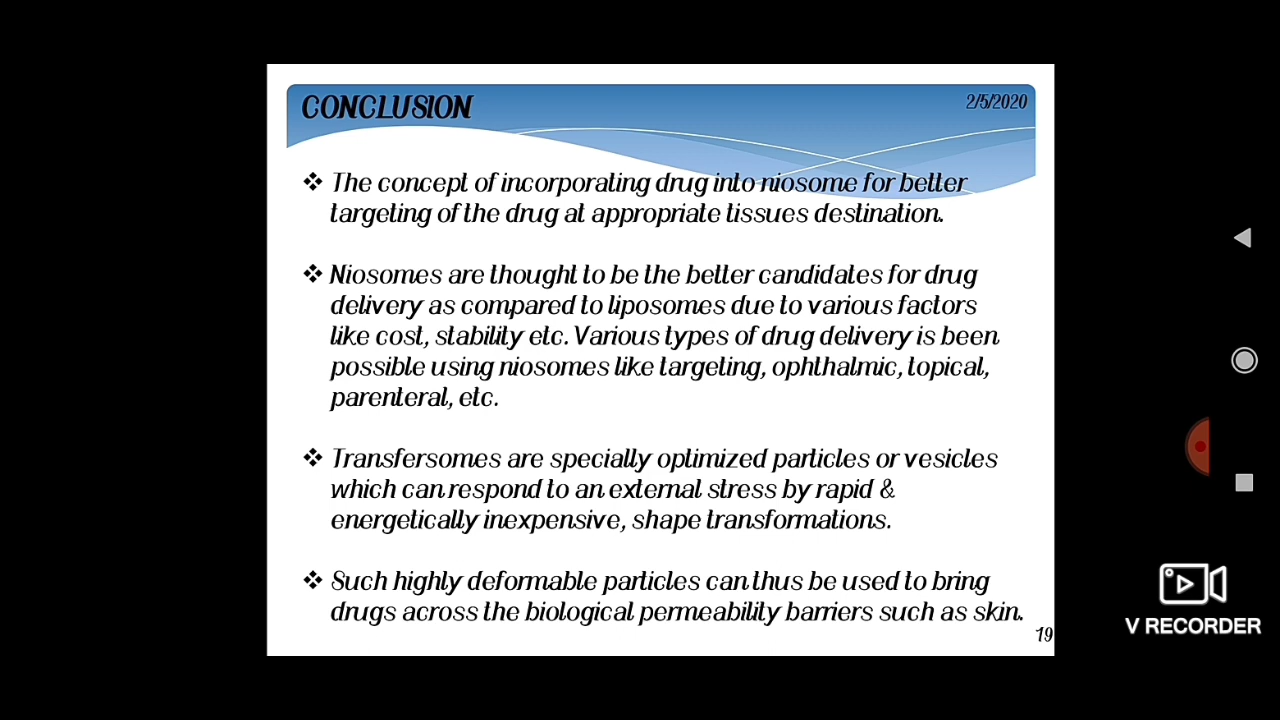 CONCLUSION
2/5/2020
❖ The concept of incorporating drug into niosome for better
targeting of the drug at appropriate tissues destination.
❖ Niosomes are thought to be the better candidates for drug
delivery as compared to liposomes due to various factors
like cost, stability etc. Various types of drug delivery is been
possible using niosomes like targeting, ophthalmic, topical,
parenteral, etc.
❖ Transfersomes are specially optimized particles or vesicles
which can respond to an external stress by rapid &
energetically inexpensive, shape transformations.
❖ Such highly deformable particles can thus be used to bring
drugs across the biological permeability barriers such as skin.
19
V RECORDER